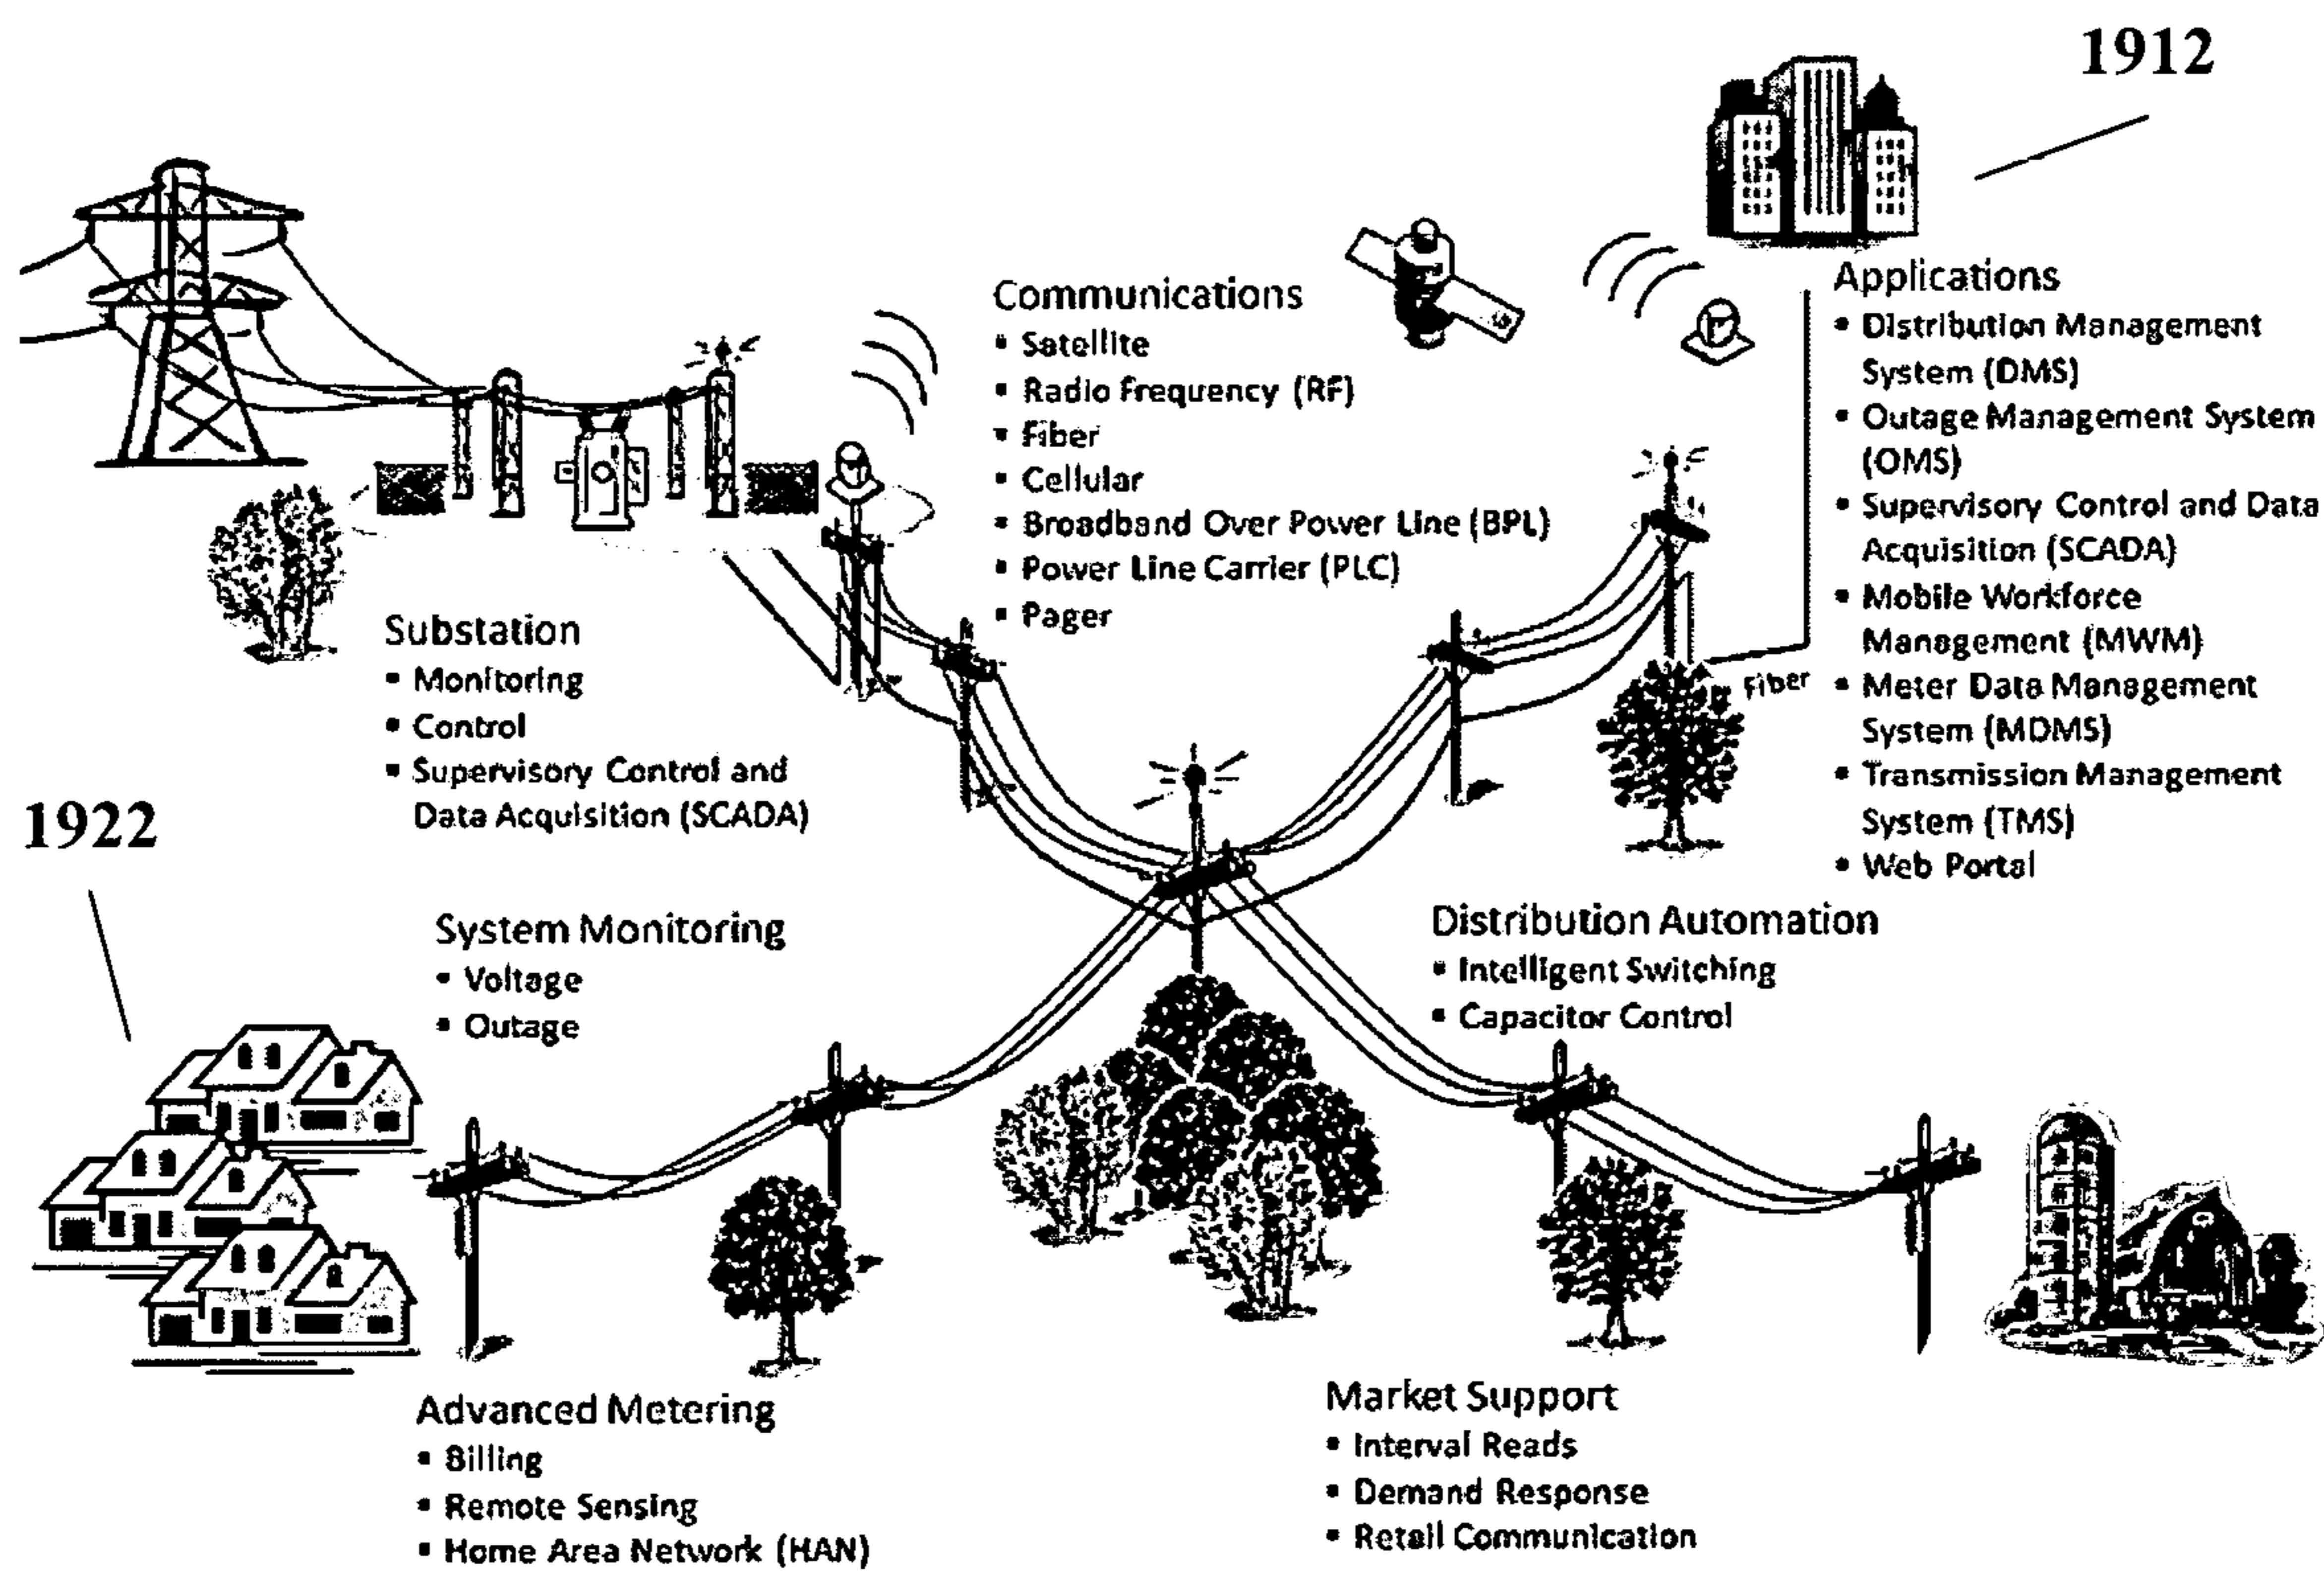 1912
Communications
▪ Satellite
▪ Radio Frequency (RF)
▪ Fiber
▪ Cellular
▪ Broadband Over Power Line (BPL)
▪ Power Line Carrier (PLC)
▪ Pager
Applications
▪ Distribution Management
System (DMS)
▪ Outage Management System
(OMS)
▪ Supervisory Control and Data
Acquisition (SCADA)
▪ Mobile Workforce
Management (MWM)
▪ Meter Data Management
System (MDMS)
▪ Transmission Management
System (TMS)
▪ Web Portal
Fiber
Substation
▪ Monitoring
▪ Control
▪ Supervisory Control and
Data Acquisition (SCADA)
1922
System Monitoring
▪ Voltage
▪ Outage
Distribution Automation
▪ Intelligent Switching
▪ Capacitor Control
Advanced Metering
▪ Billing
▪ Remote Sensing
▪ Home Area Network (HAN)
Market Support
▪ Interval Reads
▪ Demand Response
▪ Retail Communication